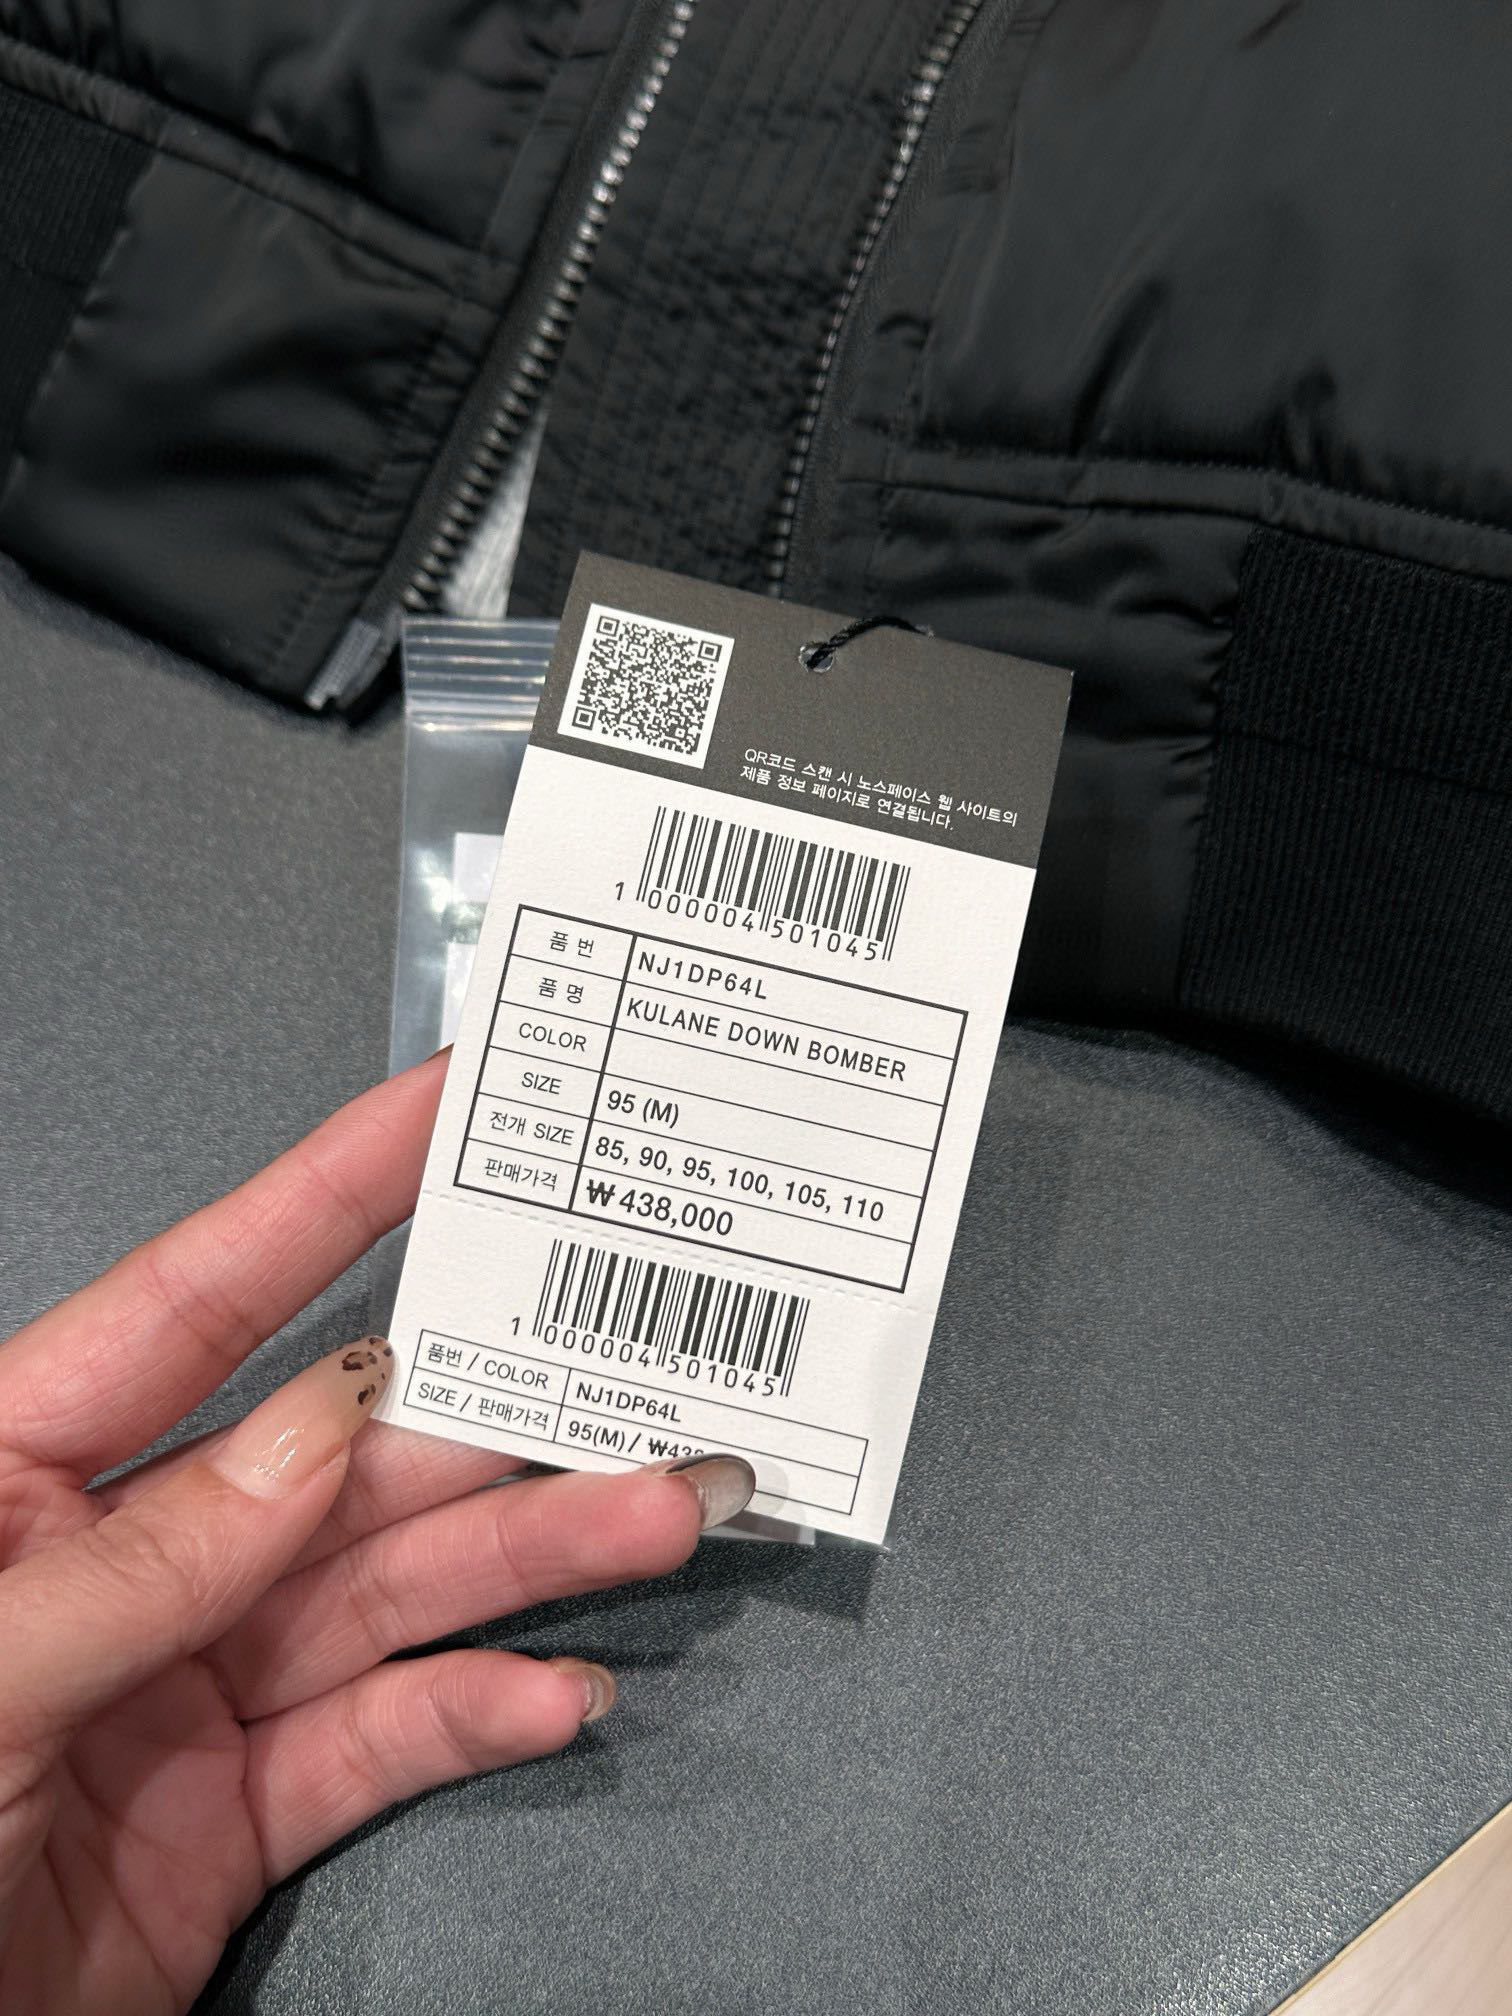 QR코드 스캔 시 노스페이스 웹 사이트의
제품 정보 페이지로 연결됩니다.
1 000004 501045
품 번 NJ1DP64L
품 명 KULANE DOWN BOMBER
COLOR
SIZE 95 (M)
전개 SIZE 85, 90, 95, 100, 105, 110
판매가격 ₩438,000
1 000004 501045
품번 / COLOR NJ1DP64L
SIZE / 판매가격 95(M)/